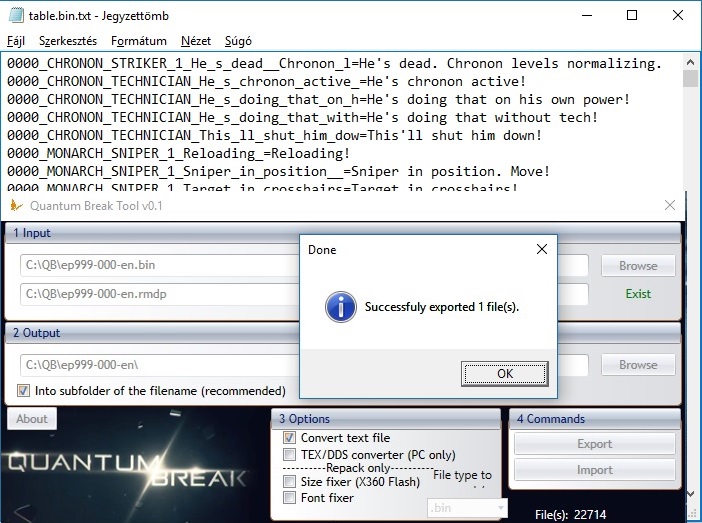 table.bin.txt - Jegyzettömb
Fájl Szerkesztés Formátum Nézet Súgó
0000_CHRONON_STRIKER_1_He_s_dead__Chronon_l=He's dead. Chronon levels normalizing.
0000_CHRONON_TECHNICIAN_He_s_chronon_active_=He's chronon active!
0000_CHRONON_TECHNICIAN_He_s_doing_that_on_h=He's doing that on his own power!
0000_CHRONON_TECHNICIAN_He_s_doing_that_with=He's doing that without tech!
0000_CHRONON_TECHNICIAN_This_ll_shut_him_dow=This'll shut him down!
0000_MONARCH_SNIPER_1_Reloading_=Reloading!
0000_MONARCH_SNIPER_1_Sniper_in_position__=Sniper in position. Move!
0000_MONARCH_SNIPER_1_Target_in_crosshairs=Target in crosshairs!
Quantum Break Tool v0.1
1 Input
C:\QB\ep999-000-en.bin
Browse
C:\QB\ep999-000-en.rmdp
Exist
Done
Successfuly exported 1 file(s).
OK
2 Output
C:\QB\ep999-000-en\
Browse
Into subfolder of the filename (recommended)
About
QUANTUM BREAK
3 Options
Convert text file
TEX/DDS converter (PC only)
----------Repack only----------
Size fixer (X360 Flash)
Font fixer
File type to
.bin
4 Commands
Export
Import
File(s): 22714